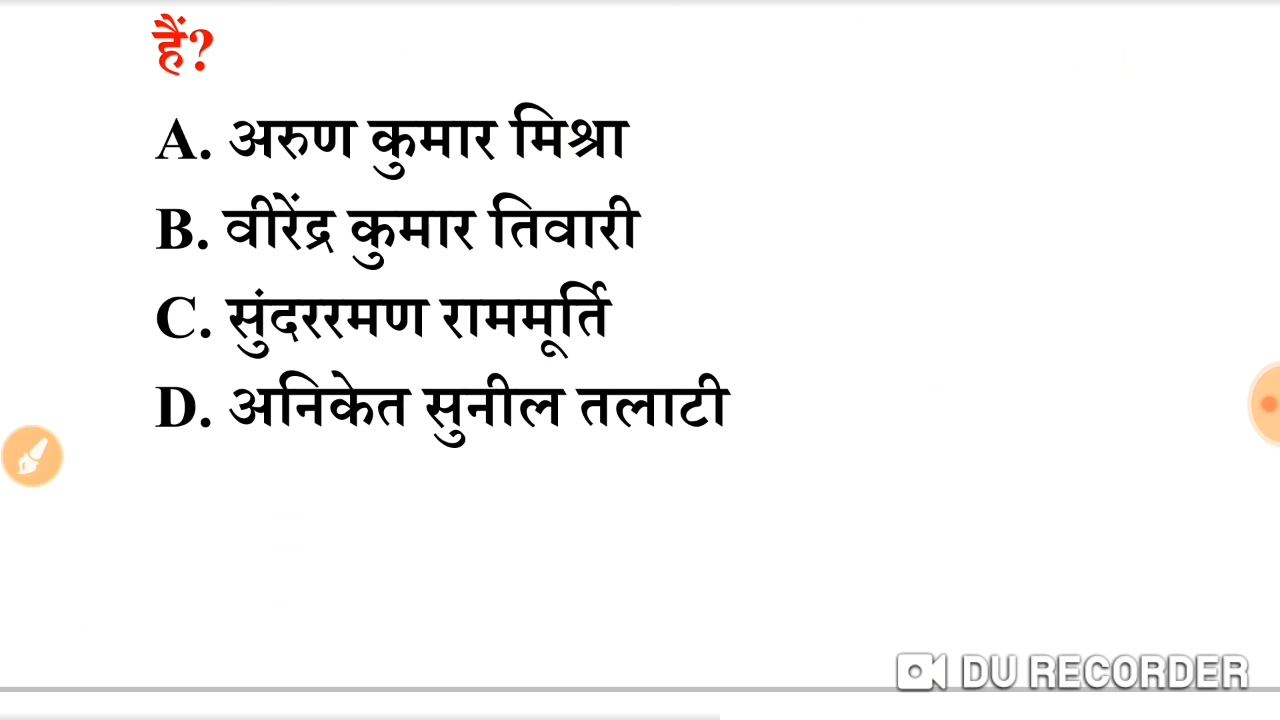 हैं?
A. अरुण कुमार मिश्रा
B. वीरेंद्र कुमार तिवारी
C. सुंदररमण राममूर्ति
D. अनिकेत सुनील तलाटी
DU RECORDER